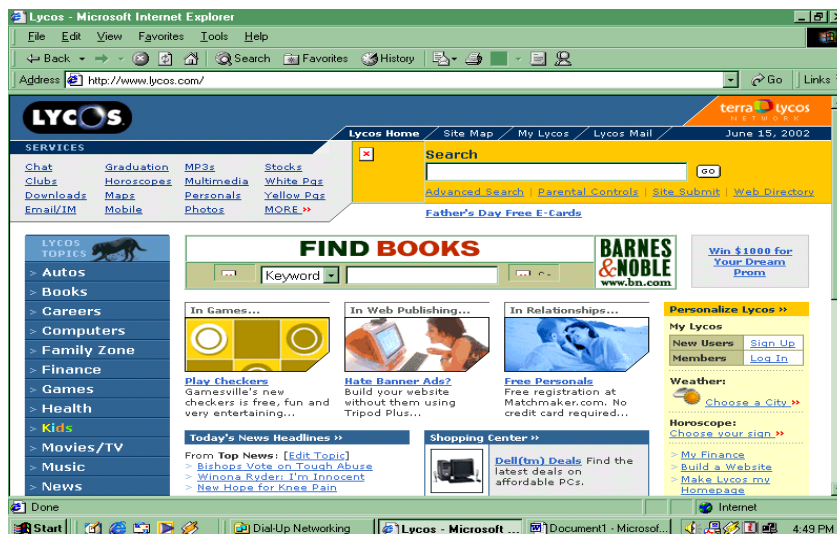 Lycos - Microsoft Internet Explorer
File Edit View Favorites Tools Help
Back Search Favorites History
Address http://www.lycos.com/ Go Links
LYCOS
terra lycos
NETWORK
Lycos Home / Site Map / My Lycos / Lycos Mail / June 15, 2002
SERVICES
Chat Graduation MP3s Stocks
Clubs Horoscopes Multimedia White Pgs
Downloads Maps Personals Yellow Pgs
Email/IM Mobile Photos MORE »
Search
GO
Advanced Search | Parental Controls | Site Submit | Web Directory
Father's Day Free E-Cards
LYCOS
TOPICS
> Autos
> Books
> Careers
> Computers
> Family Zone
> Finance
> Games
> Health
> Kids
> Movies/TV
> Music
> News
FIND BOOKS
Keyword
BARNES
&NOBLE
www.bn.com
Win $1000 for
Your Dream
Prom
In Games...
Play Checkers
Gamesville's new
checkers is free, fun and
very entertaining...
In Web Publishing...
Hate Banner Ads?
Build your website
without them using
Tripod Plus...
In Relationships...
Free Personals
Free registration at
Matchmaker.com. No
credit card required...
Today's News Headlines »
From Top News: [Edit Topic]
> Bishops Vote on Tough Abuse
> Winona Ryder: I'm Innocent
> New Hope for Knee Pain
Shopping Center »
Dell(tm) Deals Find the
latest deals on
affordable PCs.
Personalize Lycos »
My Lycos
New Users Sign Up
Members Log In
Weather:
Choose a City »
Horoscope:
Choose your sign »
> My Finance
> Build a Website
> Make Lycos my
Homepage
Done Internet
Start Dial-Up Networking Lycos - Microsoft ... Document1 - Microsof... 4:49 PM